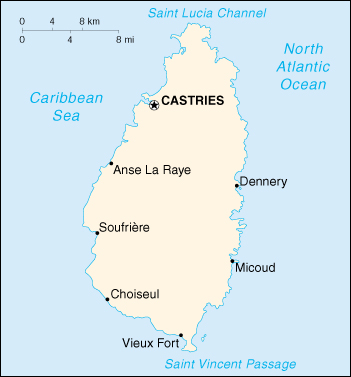 Saint Lucia Channel
0 4 8 km
0 4 8 mi
North
Atlantic
Ocean
Caribbean
Sea
CASTRIES
Anse La Raye
Dennery
Soufrière
Micoud
Choiseul
Vieux Fort
Saint Vincent Passage